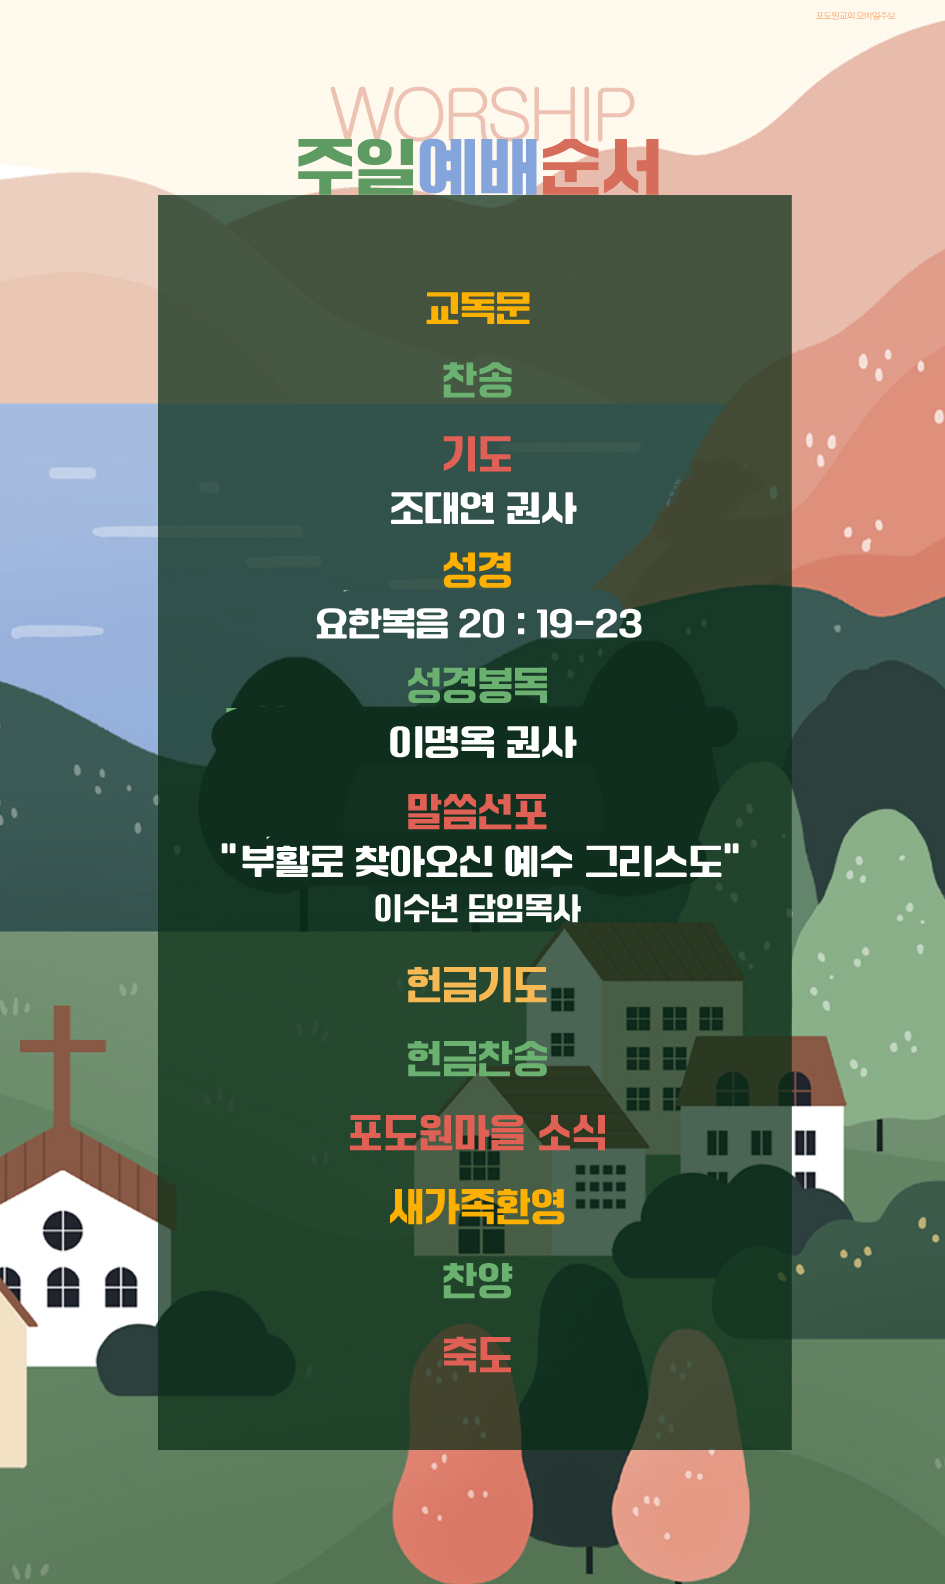 포도원교회 모바일주보
WORSHIP
주일예배순서
교독문
찬송
기도
조대연 권사
성경
요한복음 20 : 19-23
성경봉독
이명옥 권사
말씀선포
"부활로 찾아오신 예수 그리스도"
이수년 담임목사
헌금기도
헌금찬송
포도원마을 소식
새가족환영
찬양
축도